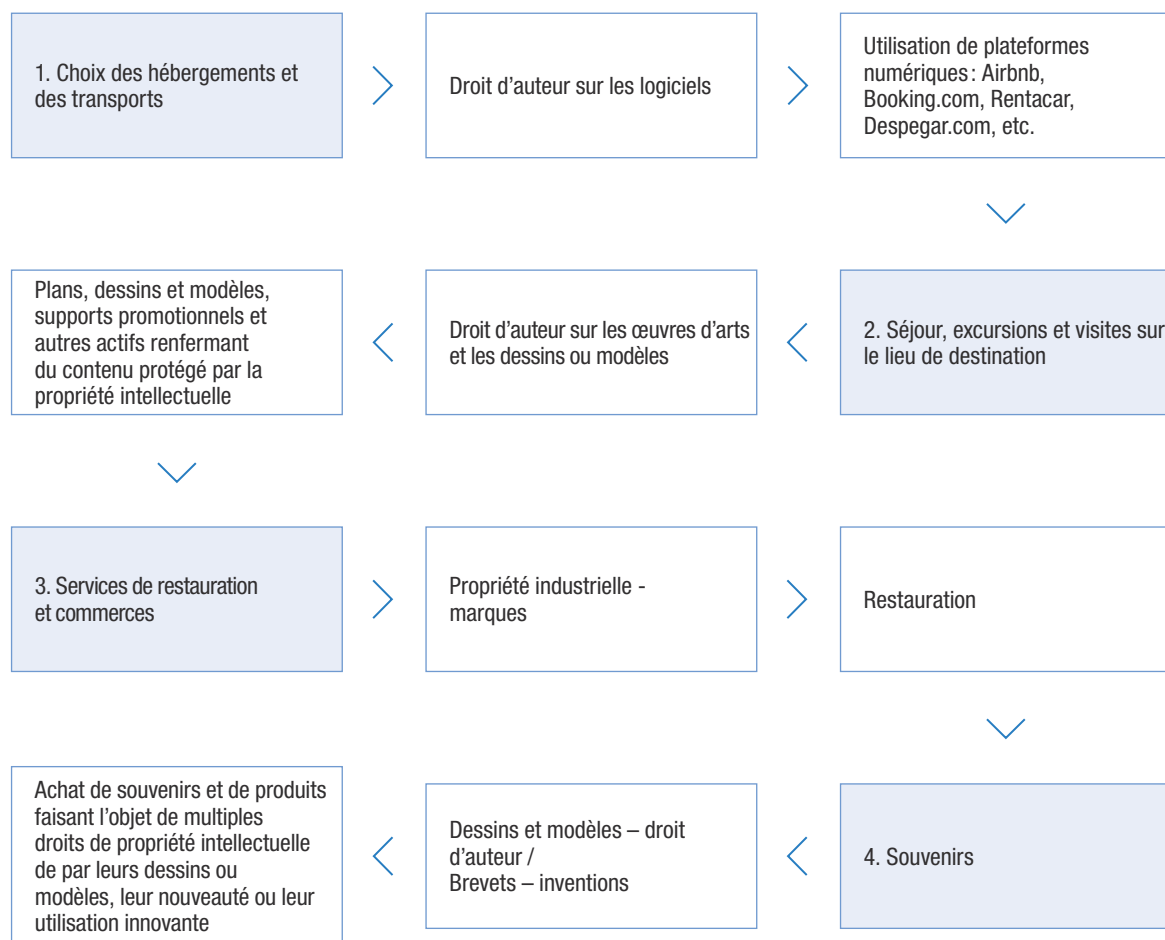 1. Choix des hébergements et
des transports
Droit d'auteur sur les logiciels
Utilisation de plateformes
numériques : Airbnb,
Booking.com, Rentacar,
Despegar.com, etc.
2. Séjour, excursions et visites sur
le lieu de destination
Droit d'auteur sur les œuvres d'arts
et les dessins ou modèles
Plans, dessins et modèles,
supports promotionnels et
autres actifs renfermant
du contenu protégé par la
propriété intellectuelle
3. Services de restauration
et commerces
Propriété industrielle -
marques
Restauration
4. Souvenirs
Dessins et modèles – droit
d'auteur /
Brevets – inventions
Achat de souvenirs et de produits
faisant l'objet de multiples
droits de propriété intellectuelle
de par leurs dessins ou
modèles, leur nouveauté ou leur
utilisation innovante